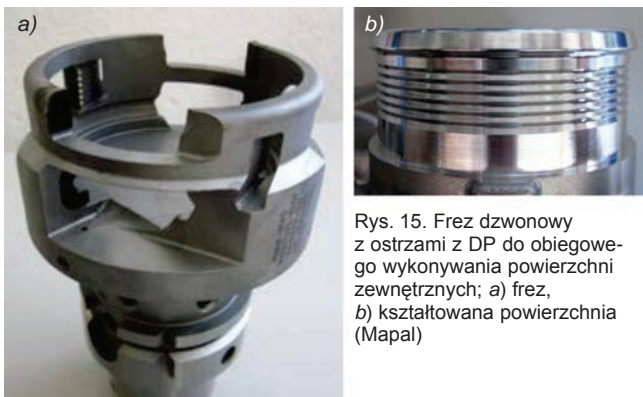 a)
b)
Rys. 15. Frez dzwonowy
z ostrzami z DP do obiegowe-
go wykonywania powierzchni
zewnętrznych; a) frez,
b) kształtowana powierzchnia
(Mapal)